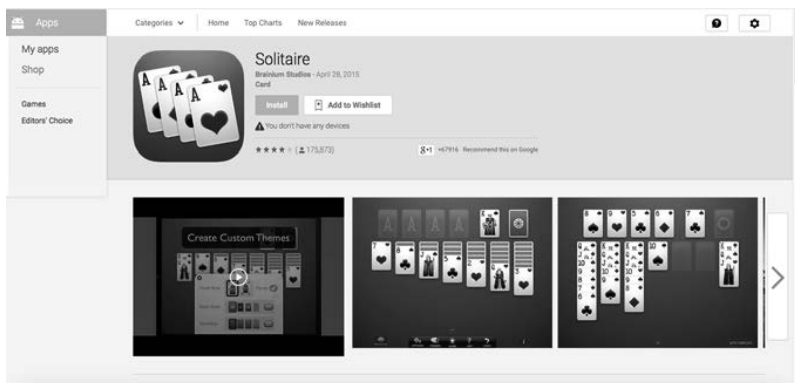 Apps
Categories
Home
Top Charts
New Releases
My apps
Shop
Games
Editors' Choice
Solitaire
Brainium Studios - April 28, 2015
Card
Install
Add to Wishlist
You don't have any devices
(175,873)
g+1 +67916 Recommend this on Google
Create Custom Themes